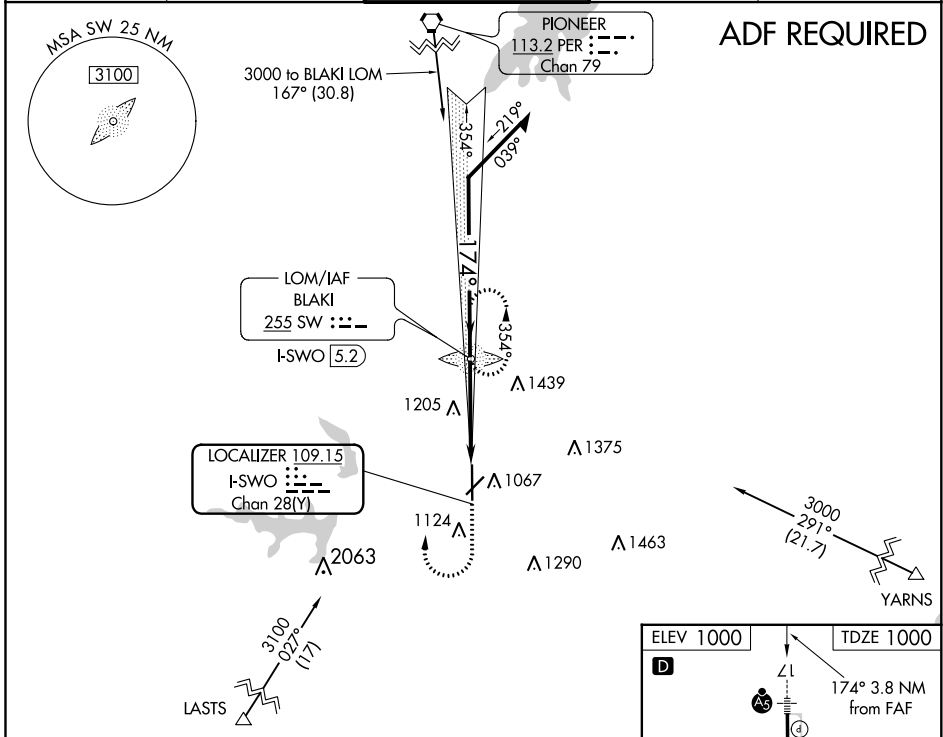 MSA SW 25 NM
3100
PIONEER
113.2 PER
Chan 79
ADF REQUIRED
3000 to BLAKI LOM
167° (30.8)
354°
219°
039°
174°
LOM/IAF
BLAKI
255 SW
I-SWO 5.2
354°
1439
1205
1375
LOCALIZER 109.15
I-SWO
Chan 28(Y)
1067
1124
1463
1290
2063
3000
291°
(21.7)
YARNS
3100
027°
(17)
LASTS
ELEV 1000
TDZE 1000
D
17
174° 3.8 NM
from FAF
A5
P